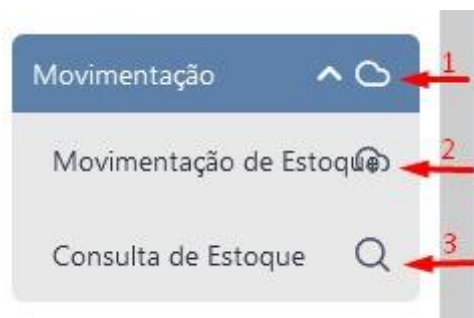 Movimentação
1
Movimentação de Estoque
2
Consulta de Estoque
3